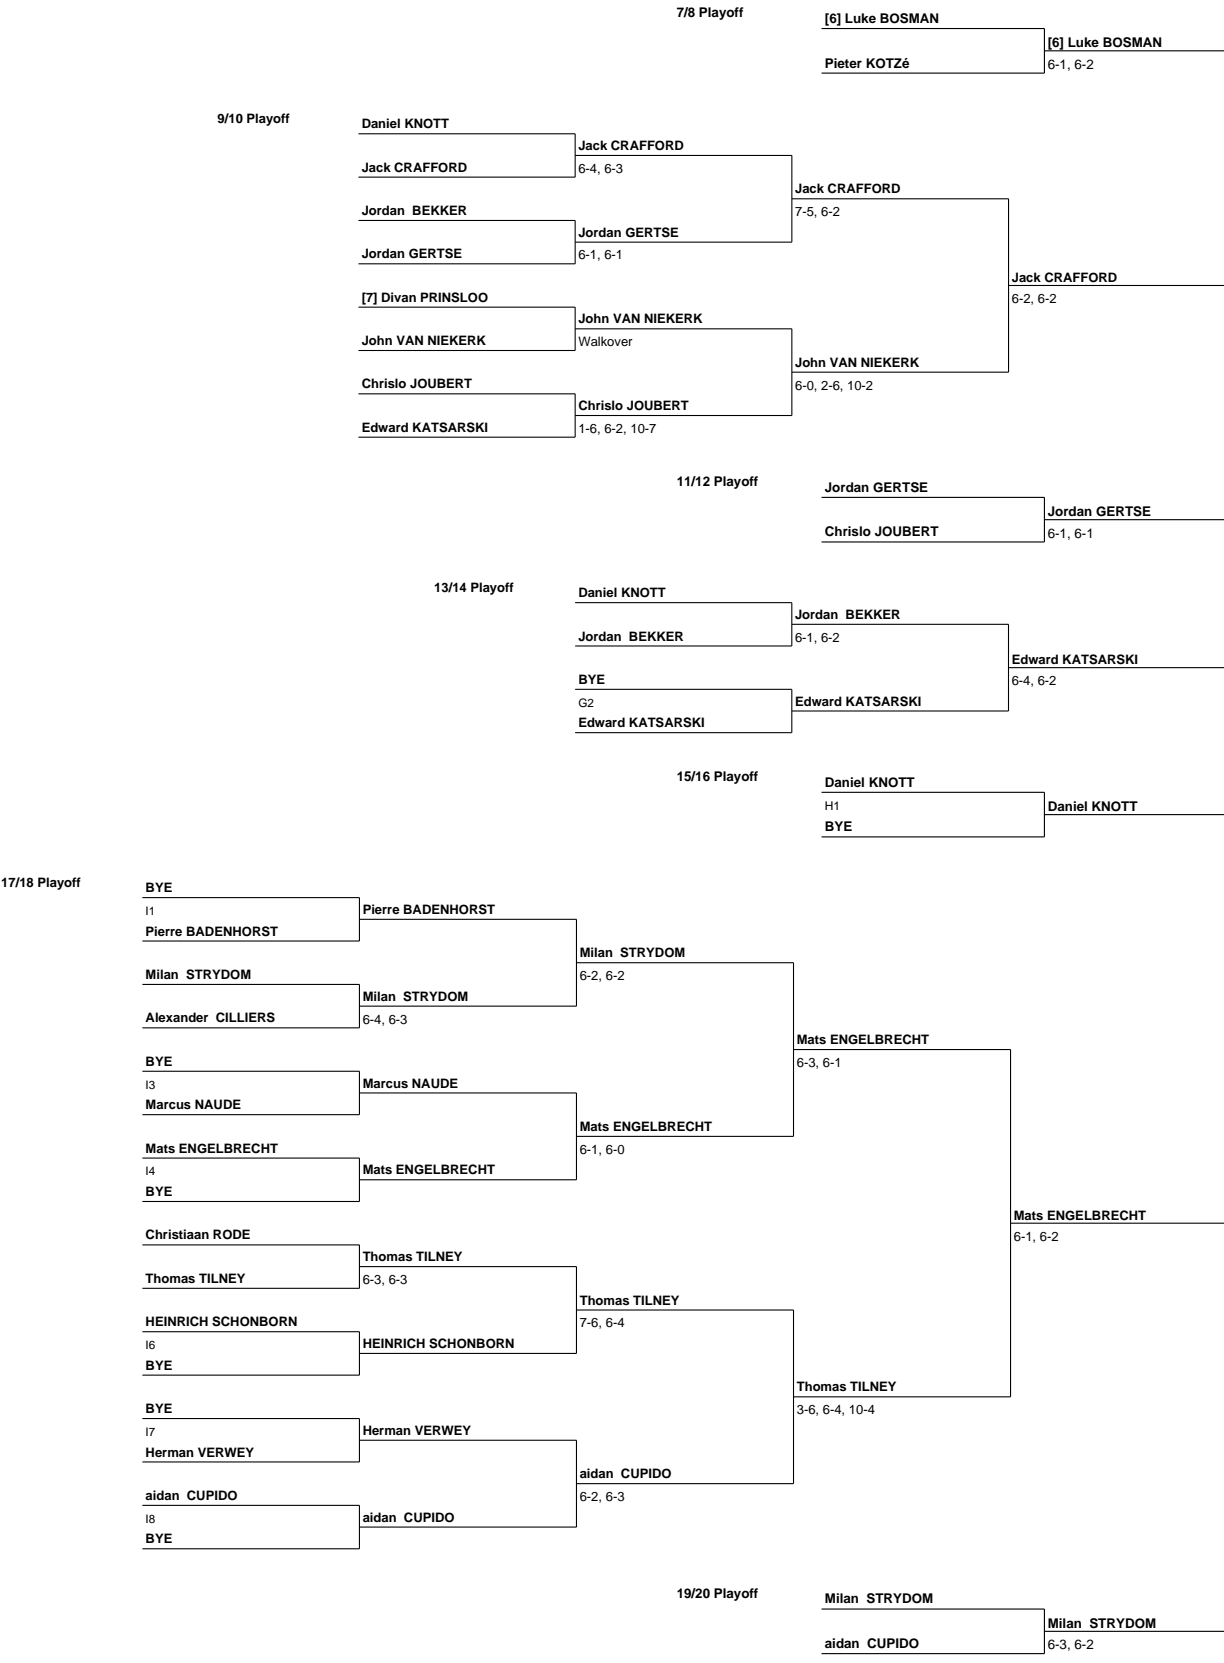 7/8 Playoff
[6] Luke BOSMAN
[6] Luke BOSMAN
Pieter KOTZé
6-1, 6-2
9/10 Playoff
Daniel KNOTT
Jack CRAFFORD
Jack CRAFFORD
6-4, 6-3
Jack CRAFFORD
Jordan BEKKER
7-5, 6-2
Jordan GERTSE
Jordan GERTSE
6-1, 6-1
Jack CRAFFORD
[7] Divan PRINSLOO
6-2, 6-2
John VAN NIEKERK
John VAN NIEKERK
Walkover
John VAN NIEKERK
Chrislo JOUBERT
6-0, 2-6, 10-2
Chrislo JOUBERT
Edward KATSARSKI
1-6, 6-2, 10-7
11/12 Playoff
Jordan GERTSE
Jordan GERTSE
Chrislo JOUBERT
6-1, 6-1
13/14 Playoff
Daniel KNOTT
Jordan BEKKER
Jordan BEKKER
6-1, 6-2
Edward KATSARSKI
BYE
6-4, 6-2
G2
Edward KATSARSKI
Edward KATSARSKI
15/16 Playoff
Daniel KNOTT
H1
Daniel KNOTT
BYE
17/18 Playoff
BYE
I1
Pierre BADENHORST
Pierre BADENHORST
Milan STRYDOM
Milan STRYDOM
6-2, 6-2
Milan STRYDOM
Alexander CILLIERS
6-4, 6-3
Mats ENGELBRECHT
BYE
6-3, 6-1
I3
Marcus NAUDE
Marcus NAUDE
Mats ENGELBRECHT
Mats ENGELBRECHT
6-1, 6-0
I4
Mats ENGELBRECHT
BYE
Mats ENGELBRECHT
Christiaan RODE
6-1, 6-2
Thomas TILNEY
Thomas TILNEY
6-3, 6-3
Thomas TILNEY
HEINRICH SCHONBORN
7-6, 6-4
I6
HEINRICH SCHONBORN
BYE
Thomas TILNEY
BYE
3-6, 6-4, 10-4
I7
Herman VERWEY
Herman VERWEY
aidan CUPIDO
aidan CUPIDO
6-2, 6-3
I8
aidan CUPIDO
BYE
19/20 Playoff
Milan STRYDOM
Milan STRYDOM
aidan CUPIDO
6-3, 6-2